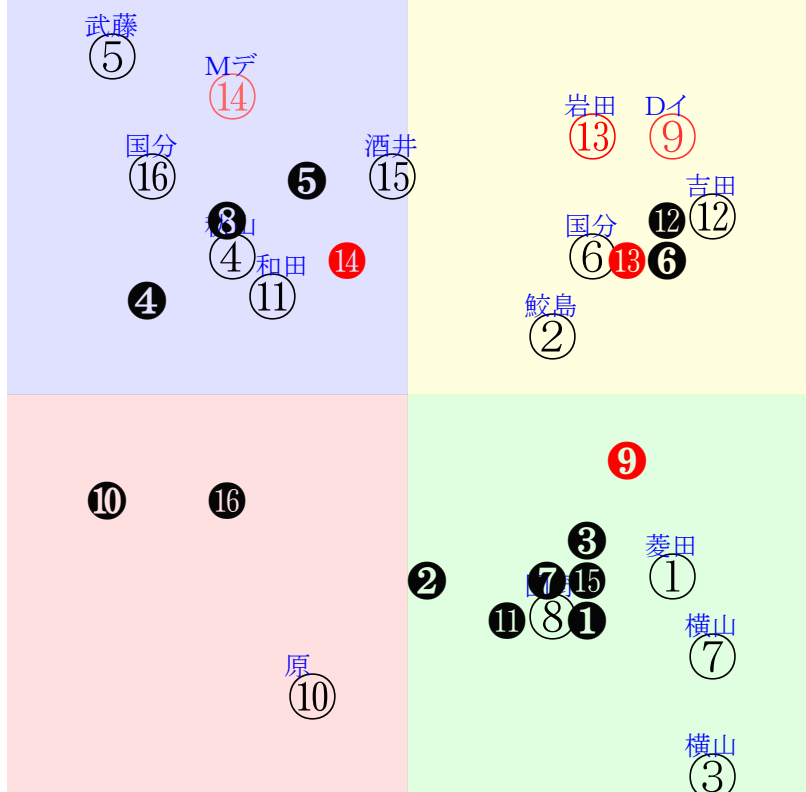 武藤
⑤
Mデ
⑭
岩田
⑬
Dイ
⑨
国分
⑯
❺
酒井
⑮
吉田
⑫
❽
⓬
国分
⑥
⓭
❻
④
和田
⑪
⓮
❹
鮫島
②
❾
❿
⓰
❸
菱田
①
❷
❼
⓯
⓫
⑧
❶
横山
⑦
原
⑩
横山
③